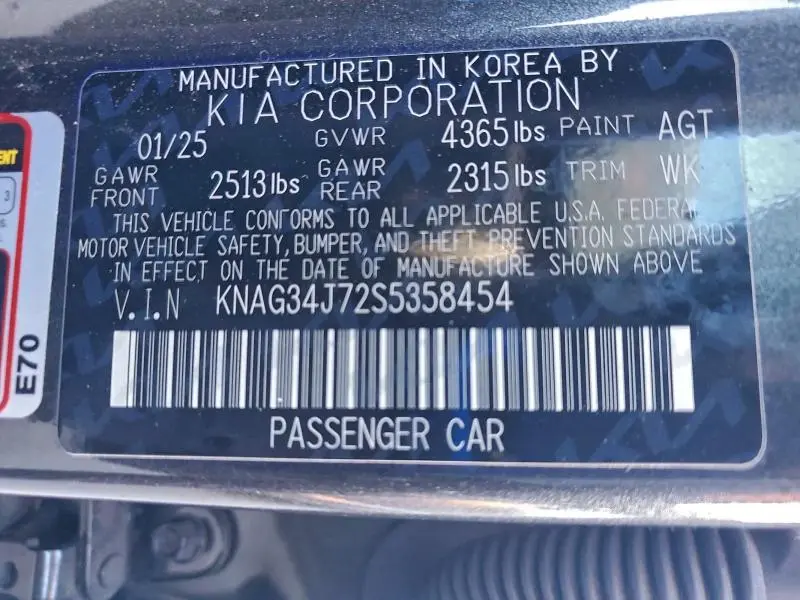 MANUFACTURED IN KOREA BY
KIA CORPORATION
01/25 GVWR 4365 lbs PAINT AGT
GAWR FRONT 2513 lbs GAWR REAR 2315 lbs TRIM WK
THIS VEHICLE CONFORMS TO ALL APPLICABLE U.S.A. FEDERAL
MOTOR VEHICLE SAFETY, BUMPER, AND THEFT PREVENTION STANDARDS
IN EFFECT ON THE DATE OF MANUFACTURE SHOWN ABOVE
V.I.N KNAG34J72S5358454
PASSENGER CAR
E70
3